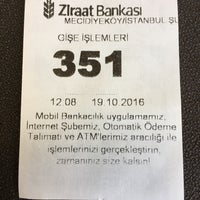 Ziraat Bankası
MECİDİYEKÖY/İSTANBUL Şl
GİŞE İŞLEMLERİ
351
12:08 19.10.2016
Mobil Bankacılık uygulamamız,
İnternet Şubemiz, Otomatik Ödeme
Talimatı ve ATM'lerimiz aracılığı ile
işlemlerinizi gerçekleştirin,
zamanınız size kalsın!